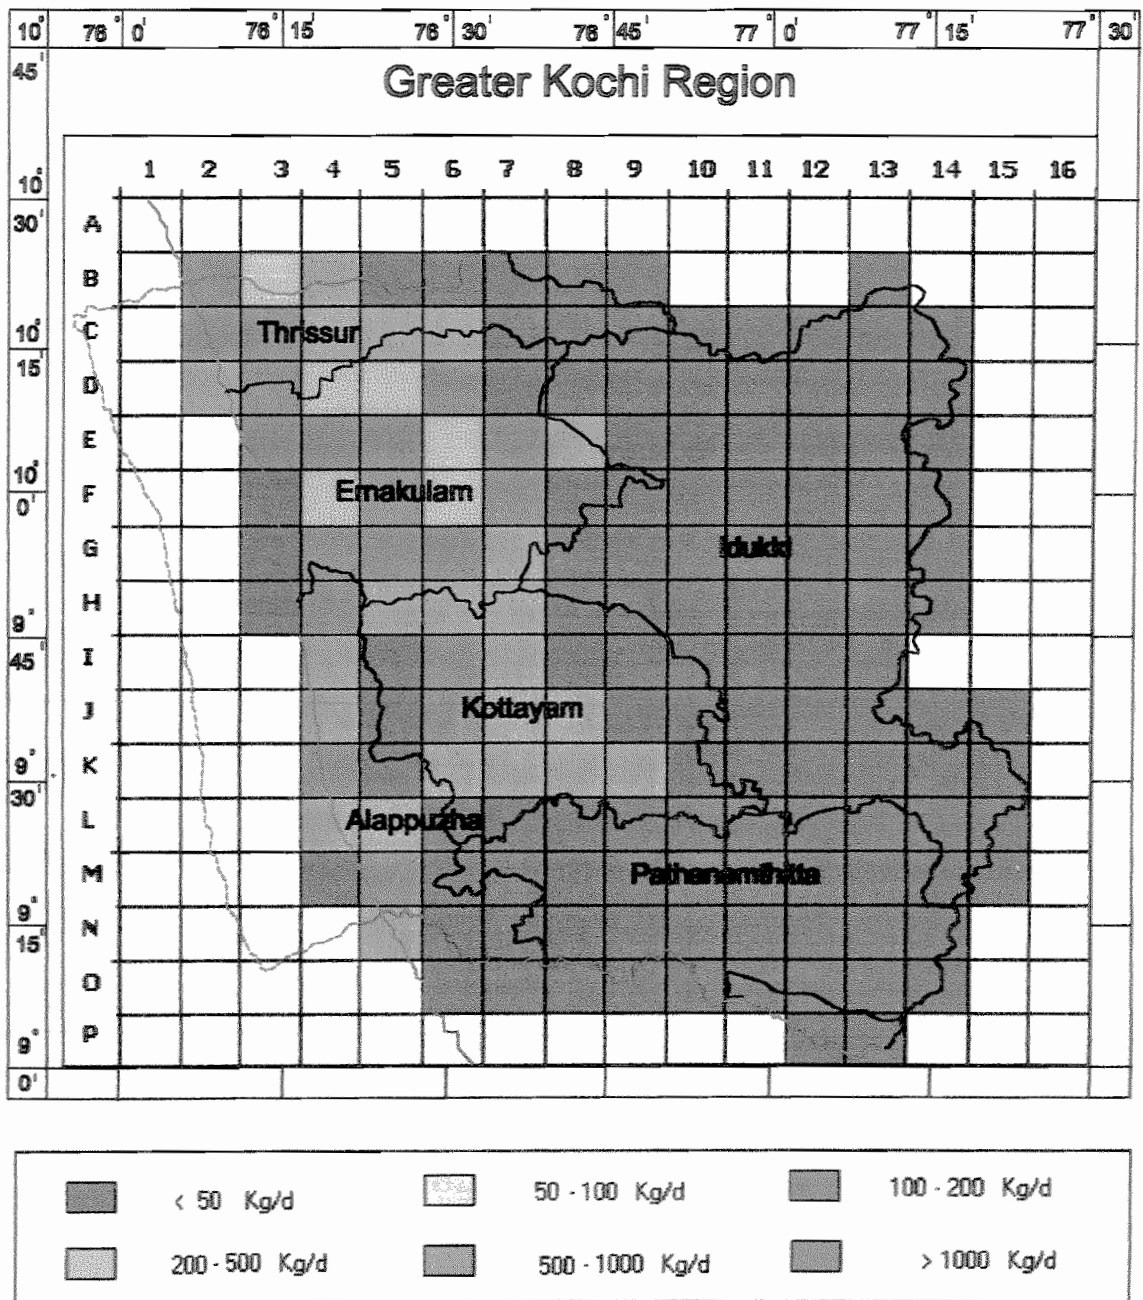 10° 78° 0' 76° 15' 76° 30' 76° 45' 77° 0' 77° 15' 77° 30'
45'
Greater Kochi Region
1 2 3 4 5 6 7 8 9 10 11 12 13 14 15 16
10°
30' A
B
10° C Thrissur
15' D
E
10° F Ernakulam
0'
G Idukki
9° H
45' I
J Kottayam
9° K
30' L Alappuzha
M Pathanamthitta
9° N
15'
O
9° P
0'
< 50 Kg/d 50 - 100 Kg/d 100 - 200 Kg/d
200 - 500 Kg/d 500 - 1000 Kg/d > 1000 Kg/d